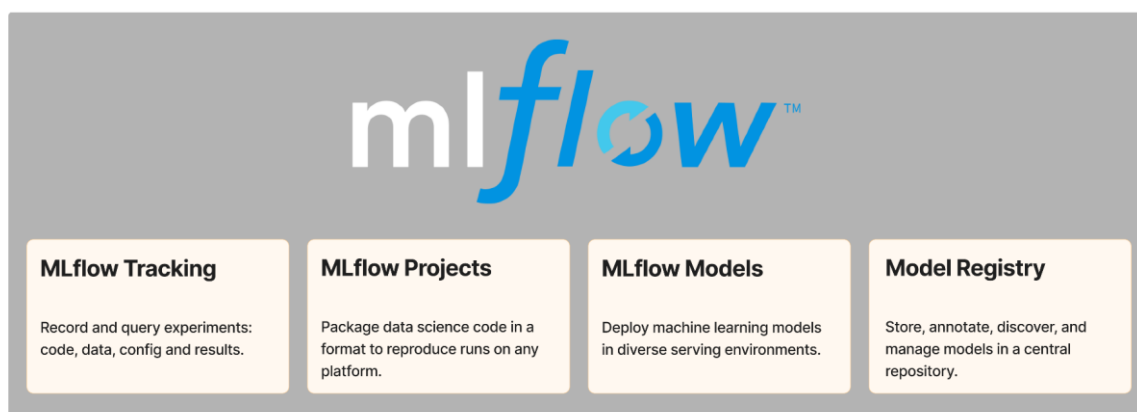 mlflow™
MLflow Tracking
Record and query experiments:
code, data, config and results.
MLflow Projects
Package data science code in a
format to reproduce runs on any
platform.
MLflow Models
Deploy machine learning models
in diverse serving environments.
Model Registry
Store, annotate, discover, and
manage models in a central
repository.